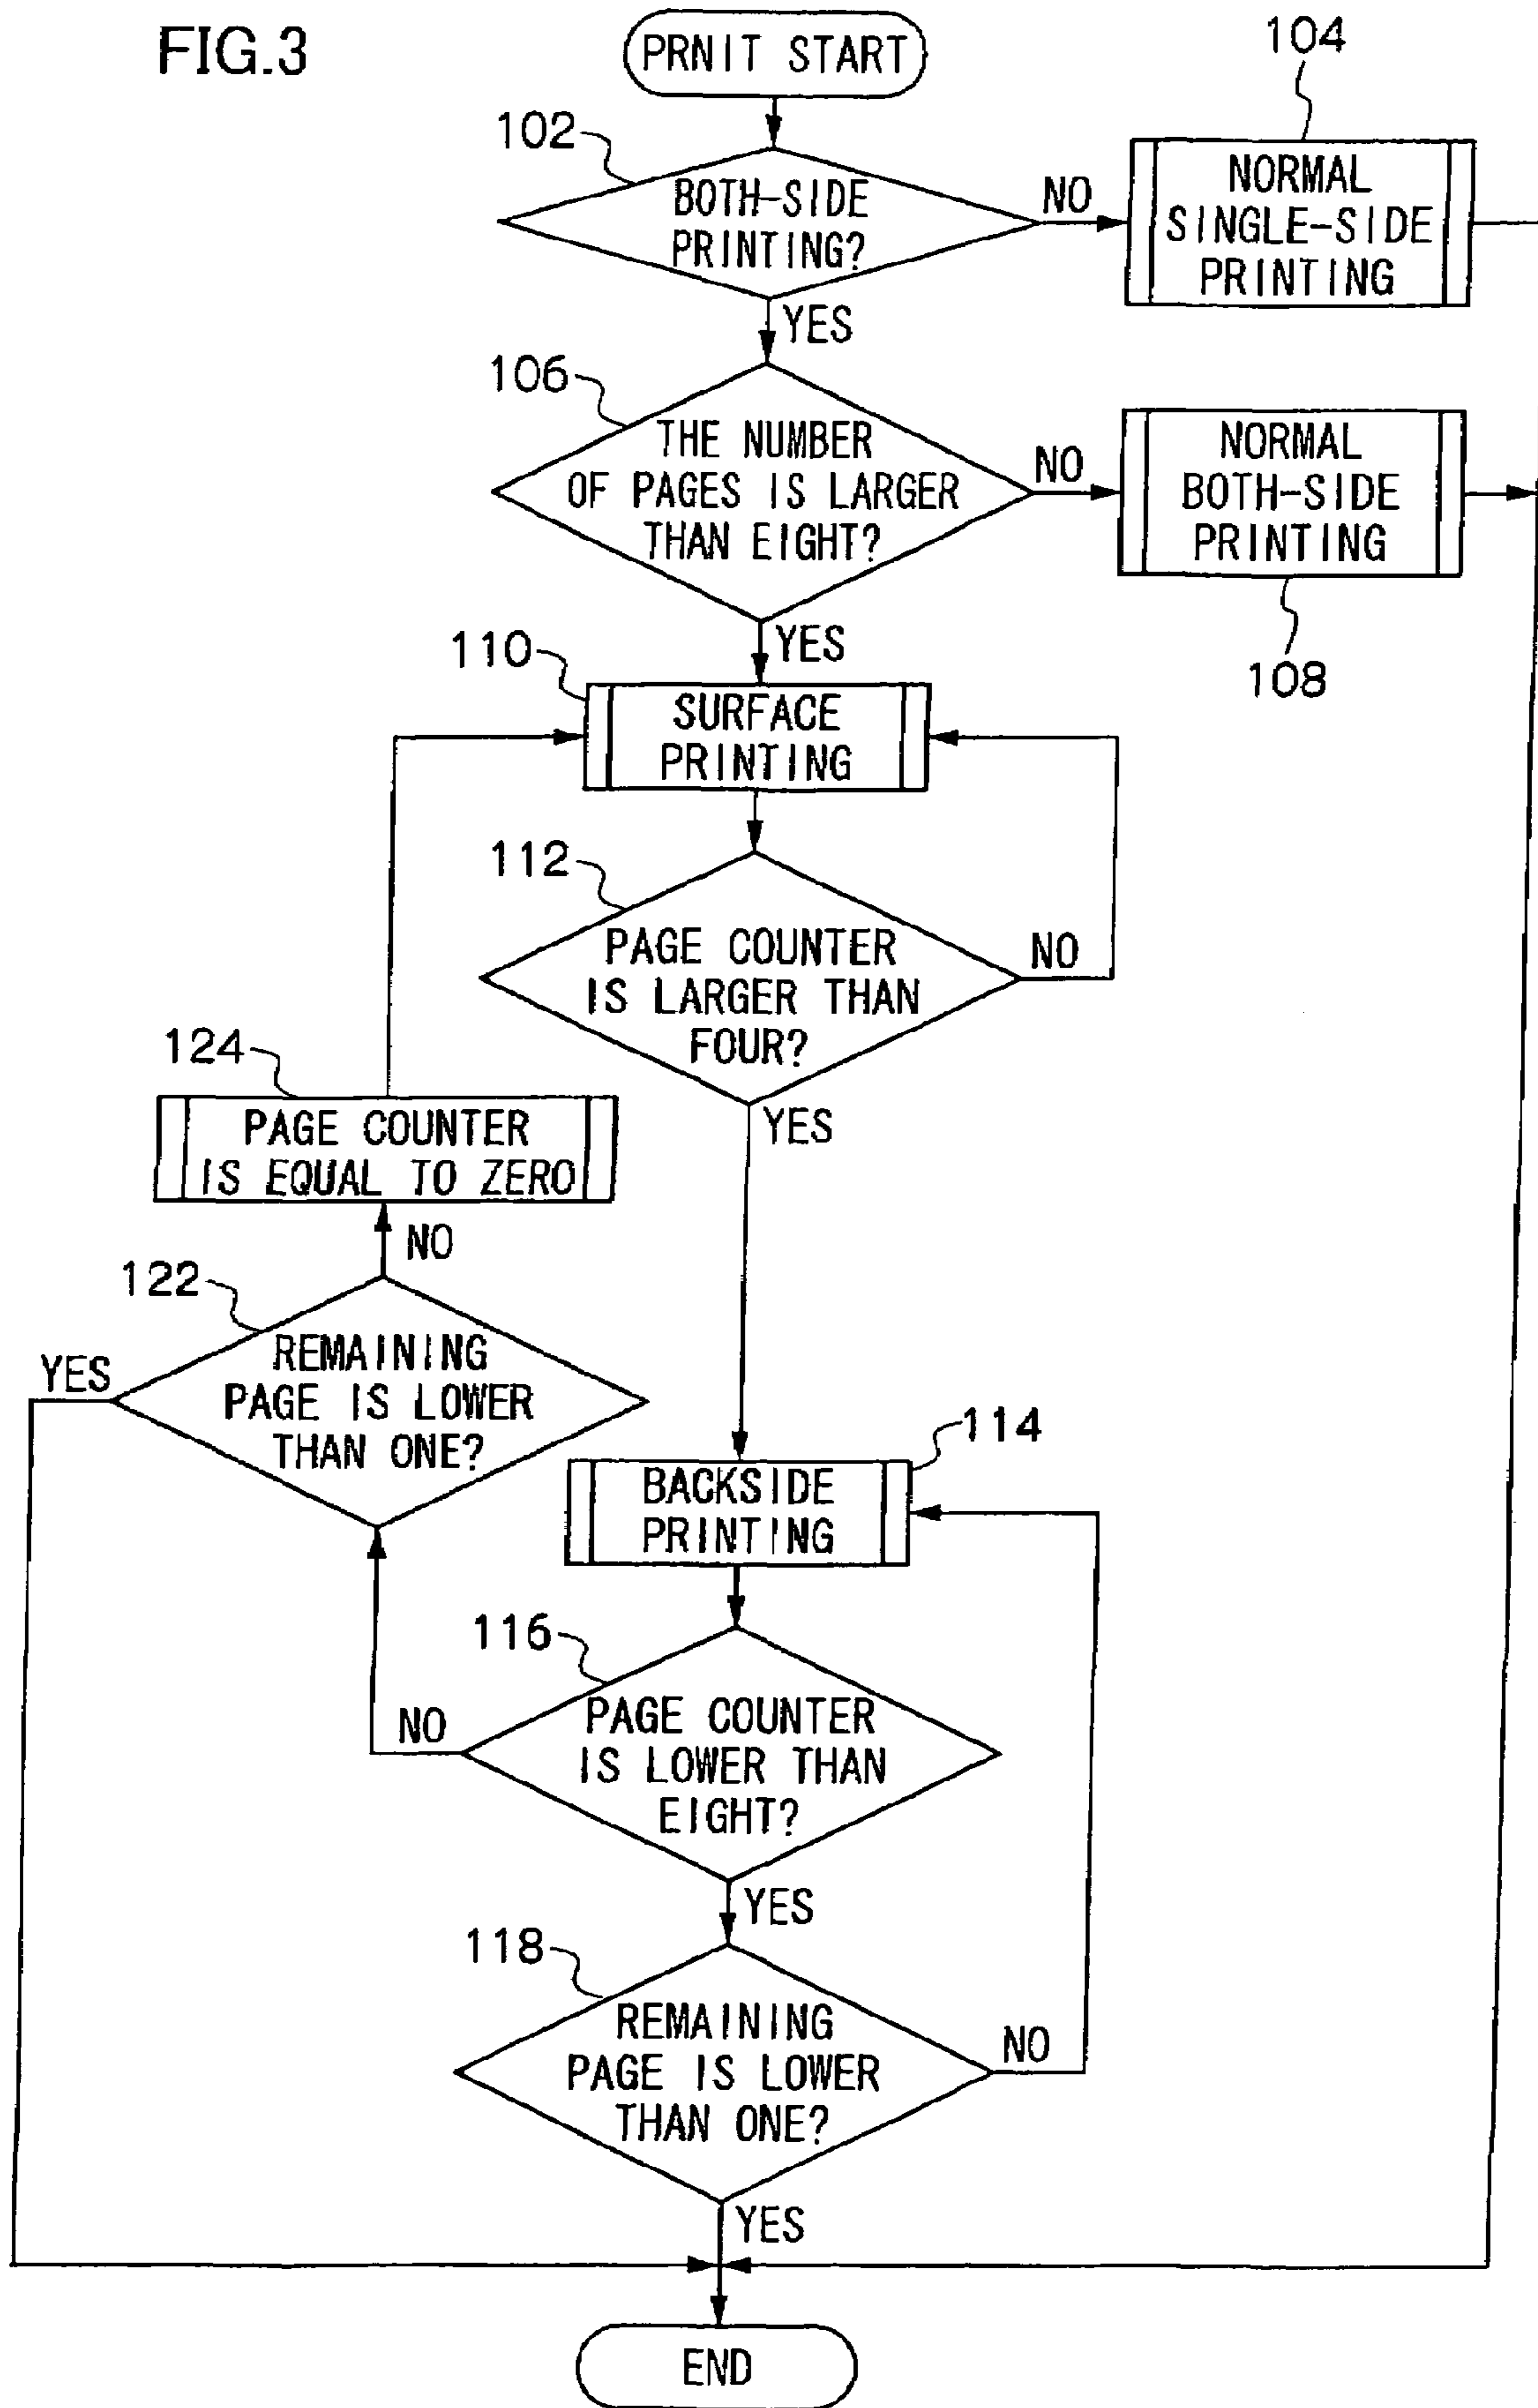 FIG.3
PRNIT START
104
102
BOTH-SIDE
PRINTING?
NO
NORMAL
SINGLE-SIDE
PRINTING
YES
106
THE NUMBER
OF PAGES IS LARGER
THAN EIGHT?
NO
NORMAL
BOTH-SIDE
PRINTING
108
YES
110
SURFACE
PRINTING
112
PAGE COUNTER
IS LARGER THAN
FOUR?
NO
YES
124
PAGE COUNTER
IS EQUAL TO ZERO
NO
122
REMAINING
PAGE IS LOWER
THAN ONE?
YES
114
BACKSIDE
PRINTING
116
PAGE COUNTER
IS LOWER THAN
EIGHT?
NO
YES
118
REMAINING
PAGE IS LOWER
THAN ONE?
NO
YES
END